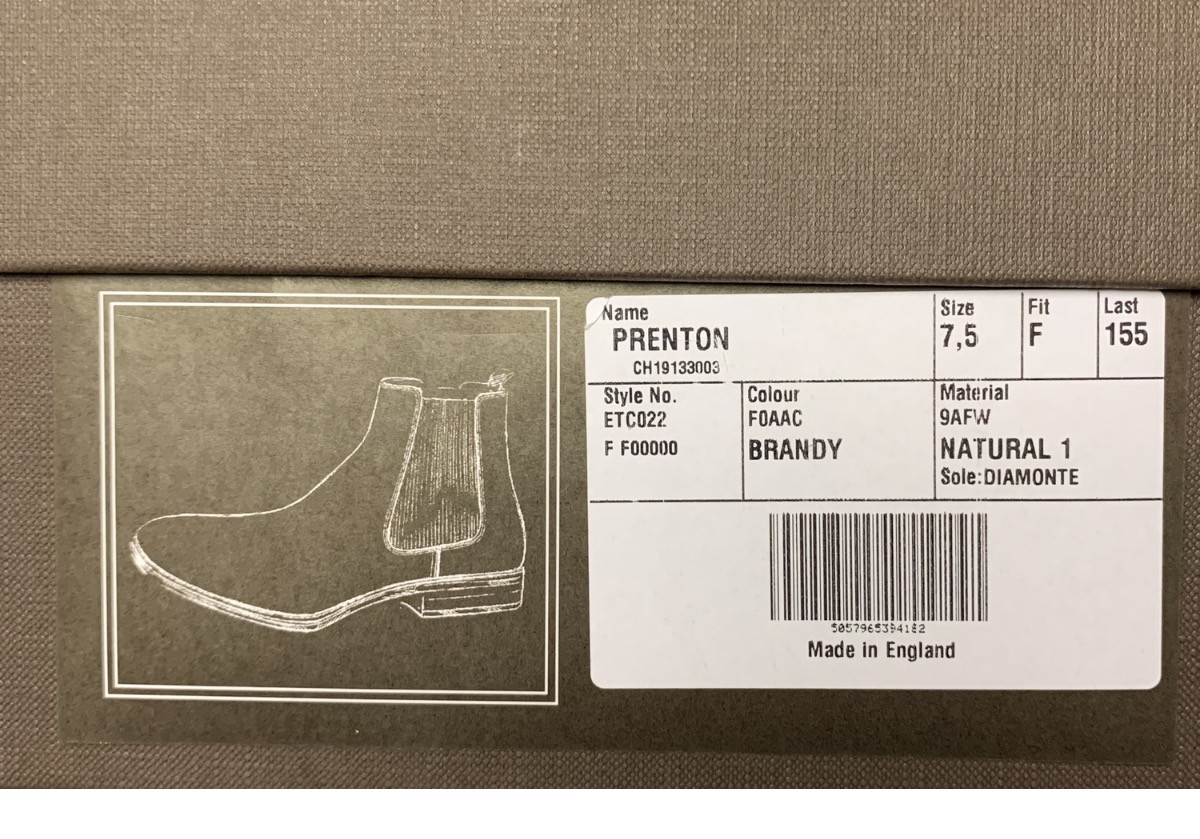 Name
PRENTON
CH19133003
Size
7,5
Fit
F
Last
155
Style No.
ETC022
F F00000
Colour
F0AAC
BRANDY
Material
9AFW
NATURAL 1
Sole:DIAMONTE
5057965394182
Made in England